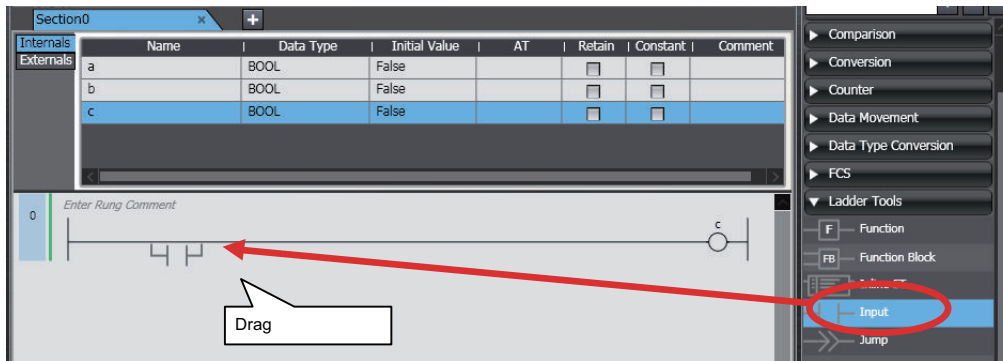 Section0 × +
Internals
Externals
Name Data Type Initial Value AT Retain Constant Comment
a BOOL False
b BOOL False
c BOOL False
0
Enter Rung Comment
c
Drag
Comparison
Conversion
Counter
Data Movement
Data Type Conversion
FCS
Ladder Tools
F Function
FB Function Block
Input
Jump